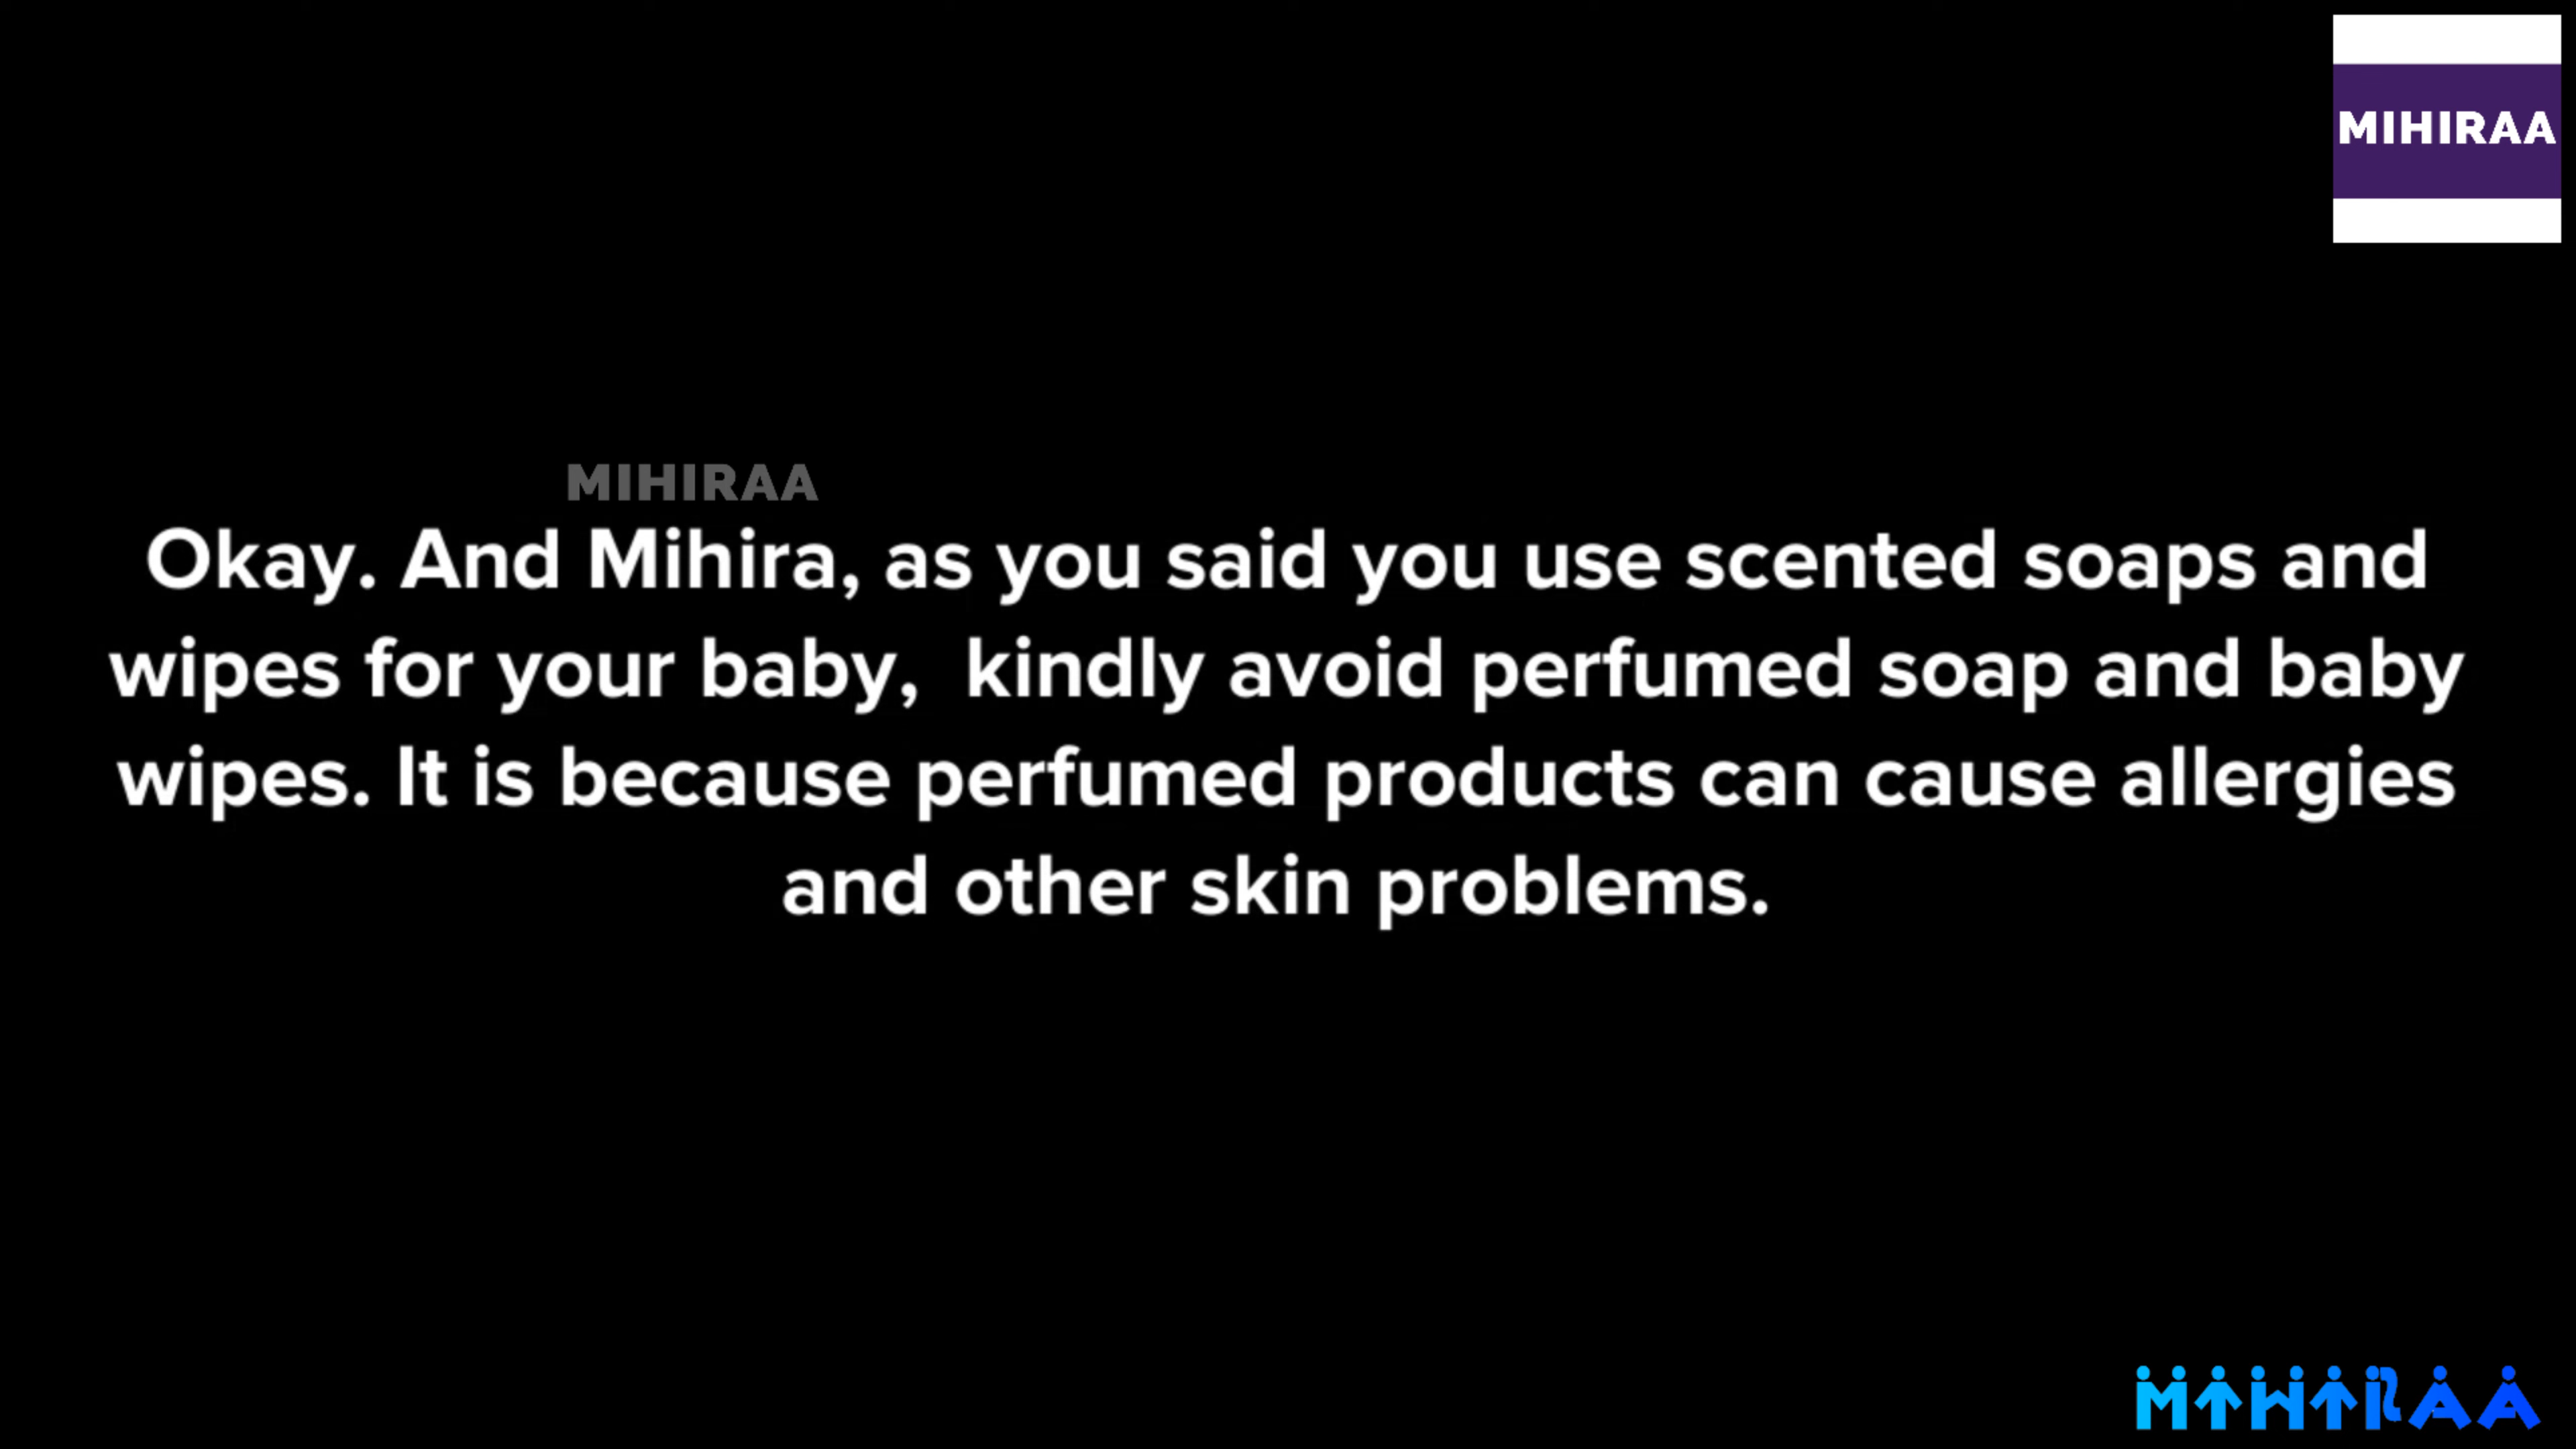 MIHIRAA
MIHIRAA
Okay. And Mihira, as you said you use scented soaps and
wipes for your baby,  kindly avoid perfumed soap and baby
wipes. It is because perfumed products can cause allergies
and other skin problems.
MIHIRAA